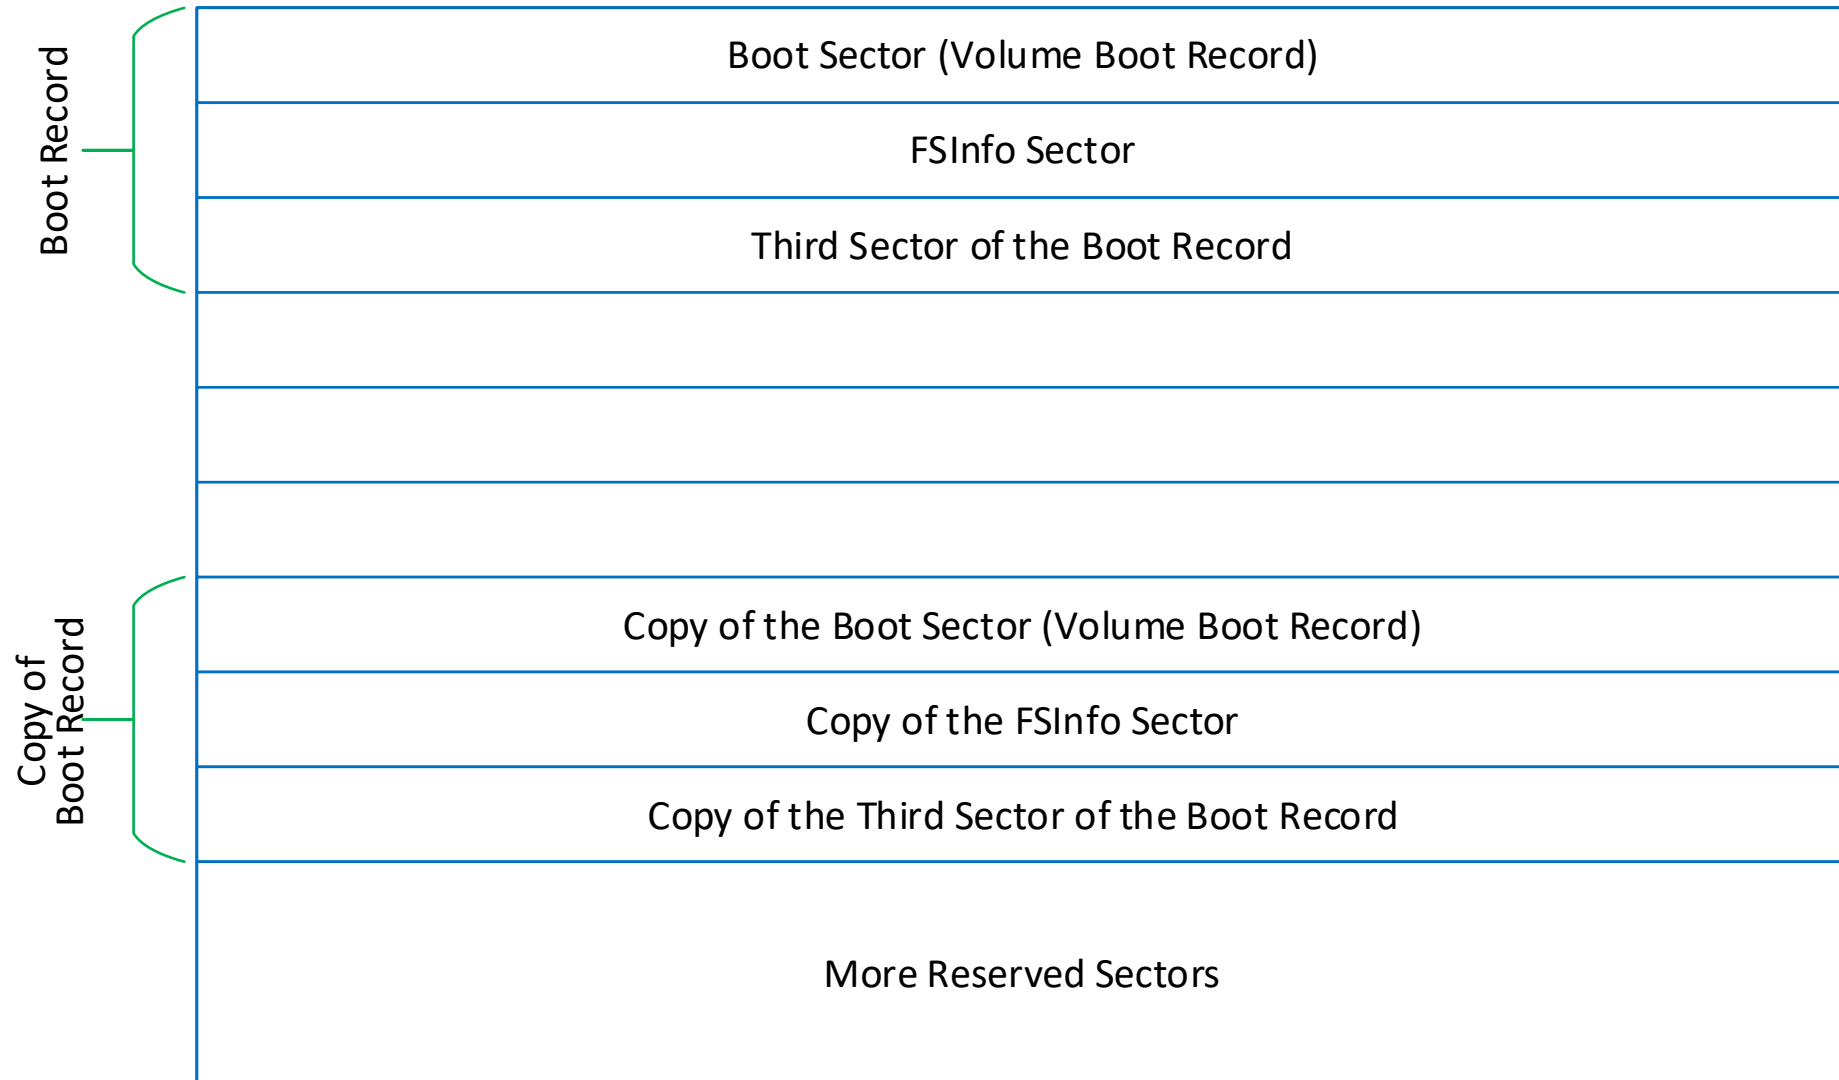 Boot Record
Boot Sector (Volume Boot Record)
FSInfo Sector
Third Sector of the Boot Record
Copy of
Boot Record
Copy of the Boot Sector (Volume Boot Record)
Copy of the FSInfo Sector
Copy of the Third Sector of the Boot Record
More Reserved Sectors